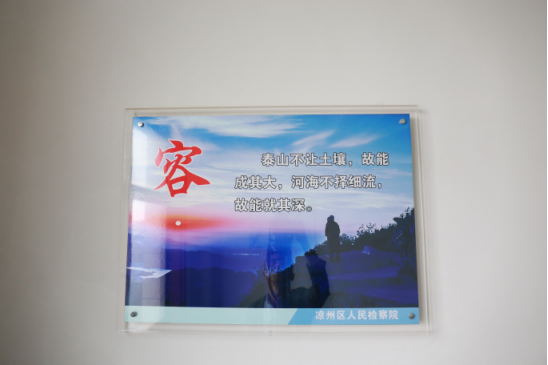 容
泰山不让土壤，故能
成其大，河海不择细流，
故能就其深。
凉州区人民检察院